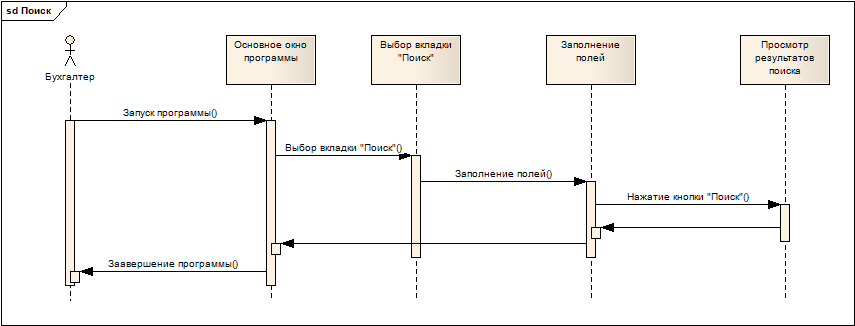 sd Поиск
Бухгалтер
Основное окно
программы
Выбор вкладки
"Поиск"
Заполнение
полей
Просмотр
результатов
поиска
Запуск программы()
Выбор вкладки "Поиск"()
Заполнение полей()
Нажатие кнопки "Поиск"()
Заавершение программы()